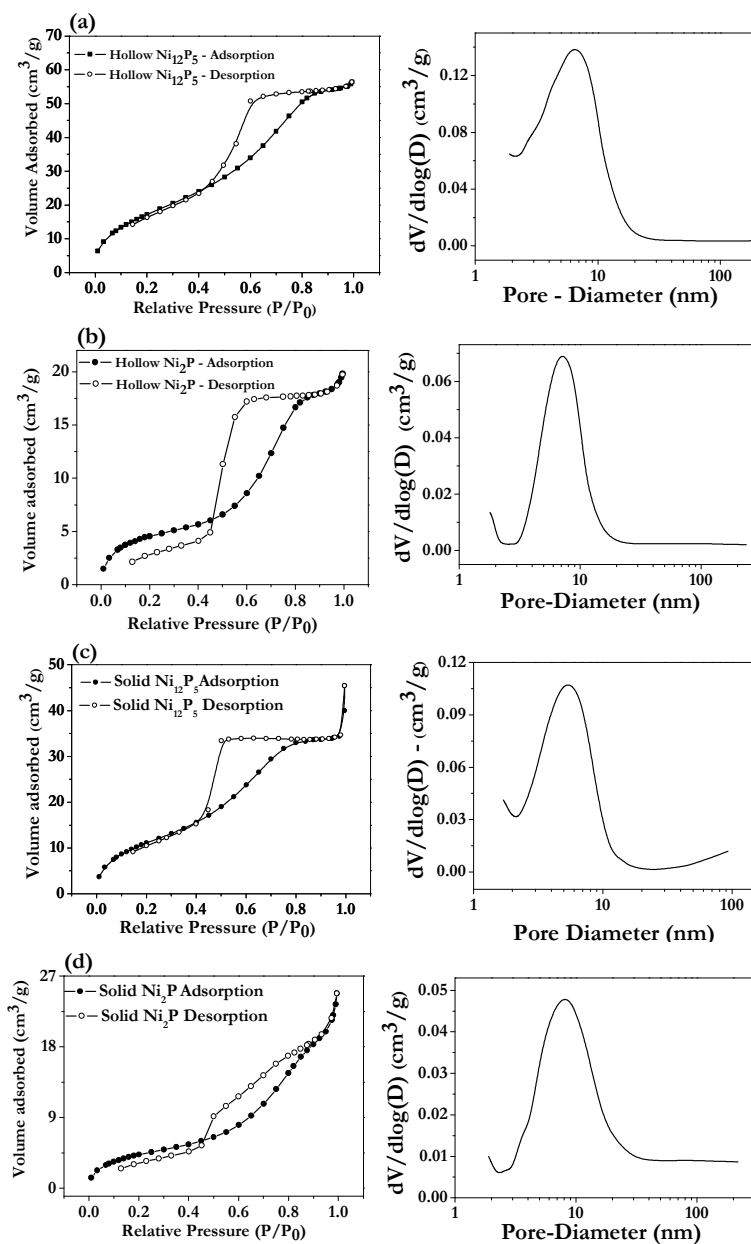 (a)
Hollow Ni₁₂P₅ - Adsorption
Hollow Ni₁₂P₅ - Desorption
Volume Adsorbed (cm³/g)
70
60
50
40
30
20
10
0
0.0 0.2 0.4 0.6 0.8 1.0
Relative Pressure (P/P₀)
dV/dlog(D) (cm³/g)
0.12
0.08
0.04
0.00
1 10 100
Pore - Diameter (nm)
(b)
Hollow Ni₂P - Adsorption
Hollow Ni₂P - Desorption
Volume adsorbed (cm³/g)
20
15
10
5
0
0.0 0.2 0.4 0.6 0.8 1.0
Relative Pressure (P/P₀)
dV/dlog(D) (cm³/g)
0.06
0.04
0.02
0.00
1 10 100
Pore-Diameter (nm)
(c)
Solid Ni₁₂P₅ Adsorption
Solid Ni₁₂P₅ Desorption
Volume adsorbed (cm³/g)
50
40
30
20
10
0
0.0 0.2 0.4 0.6 0.8 1.0
Relative Pressure (P/P₀)
dV/dlog(D) - (cm³/g)
0.12
0.09
0.06
0.03
0.00
1 10 100
Pore Diameter (nm)
(d)
Solid Ni₂P Adsorption
Solid Ni₂P Desorption
Volume adsorbed (cm³/g)
27
18
9
0
0.0 0.2 0.4 0.6 0.8 1.0
Relative Pressure (P/P₀)
dV/dlog(D) (cm³/g)
0.05
0.04
0.03
0.02
0.01
0.00
1 10 100
Pore-Diameter (nm)